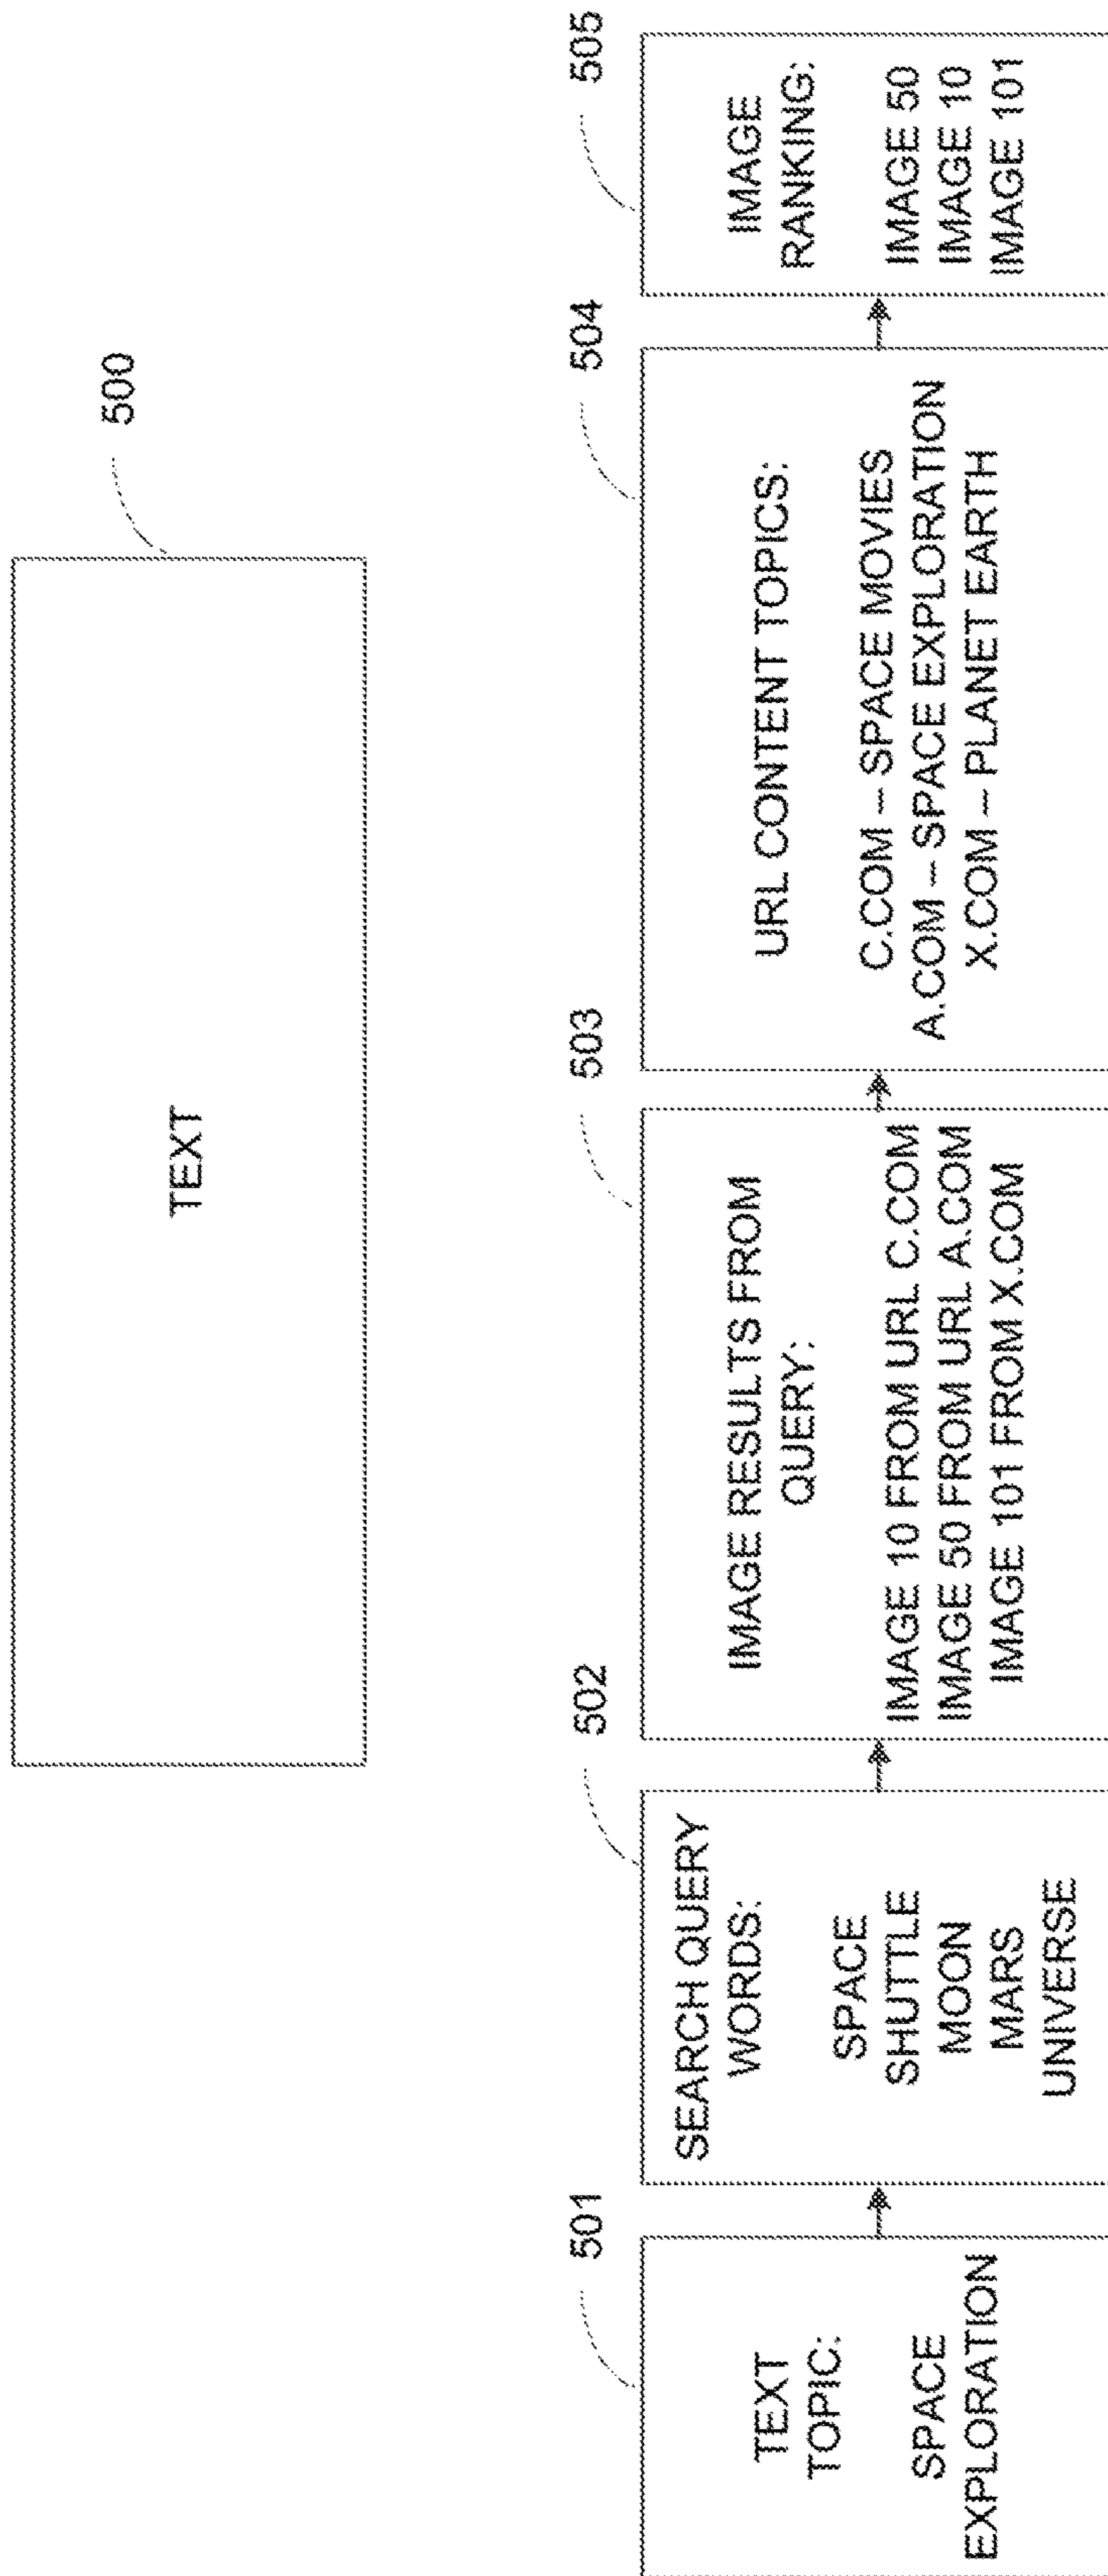 500
TEXT
501
TEXT
TOPIC:
SPACE
EXPLORATION
502
SEARCH QUERY
WORDS:
SPACE
SHUTTLE
MOON
MARS
UNIVERSE
503
IMAGE RESULTS FROM
QUERY:
IMAGE 10 FROM URL C.COM
IMAGE 50 FROM URL A.COM
IMAGE 101 FROM X.COM
504
URL CONTENT TOPICS:
C.COM – SPACE MOVIES
A.COM – SPACE EXPLORATION
X.COM – PLANET EARTH
505
IMAGE
RANKING:
IMAGE 50
IMAGE 10
IMAGE 101